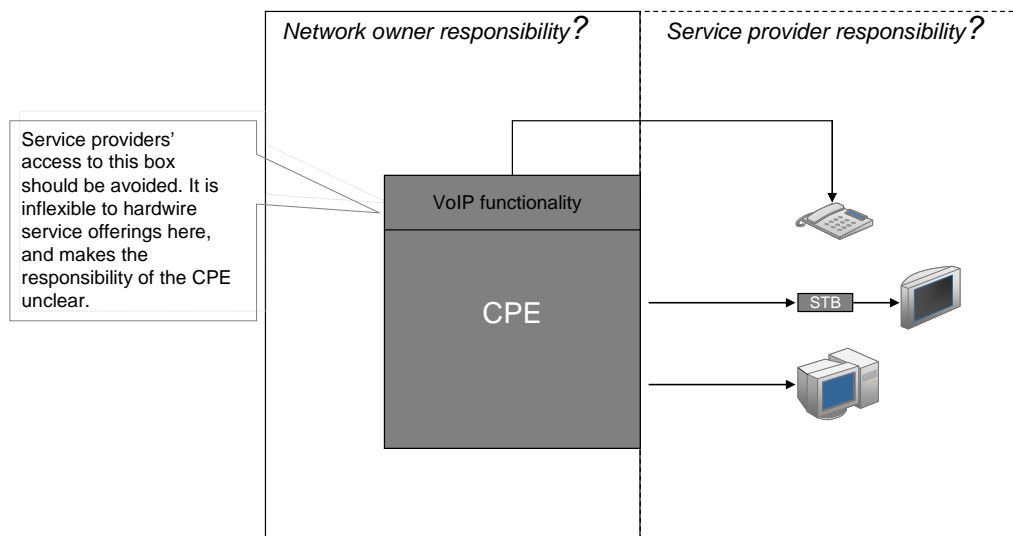 Network owner responsibility?
Service provider responsibility?
Service providers'
access to this box
should be avoided. It is
inflexible to hardwire
service offerings here,
and makes the
responsibility of the CPE
unclear.
VoIP functionality
CPE
STB